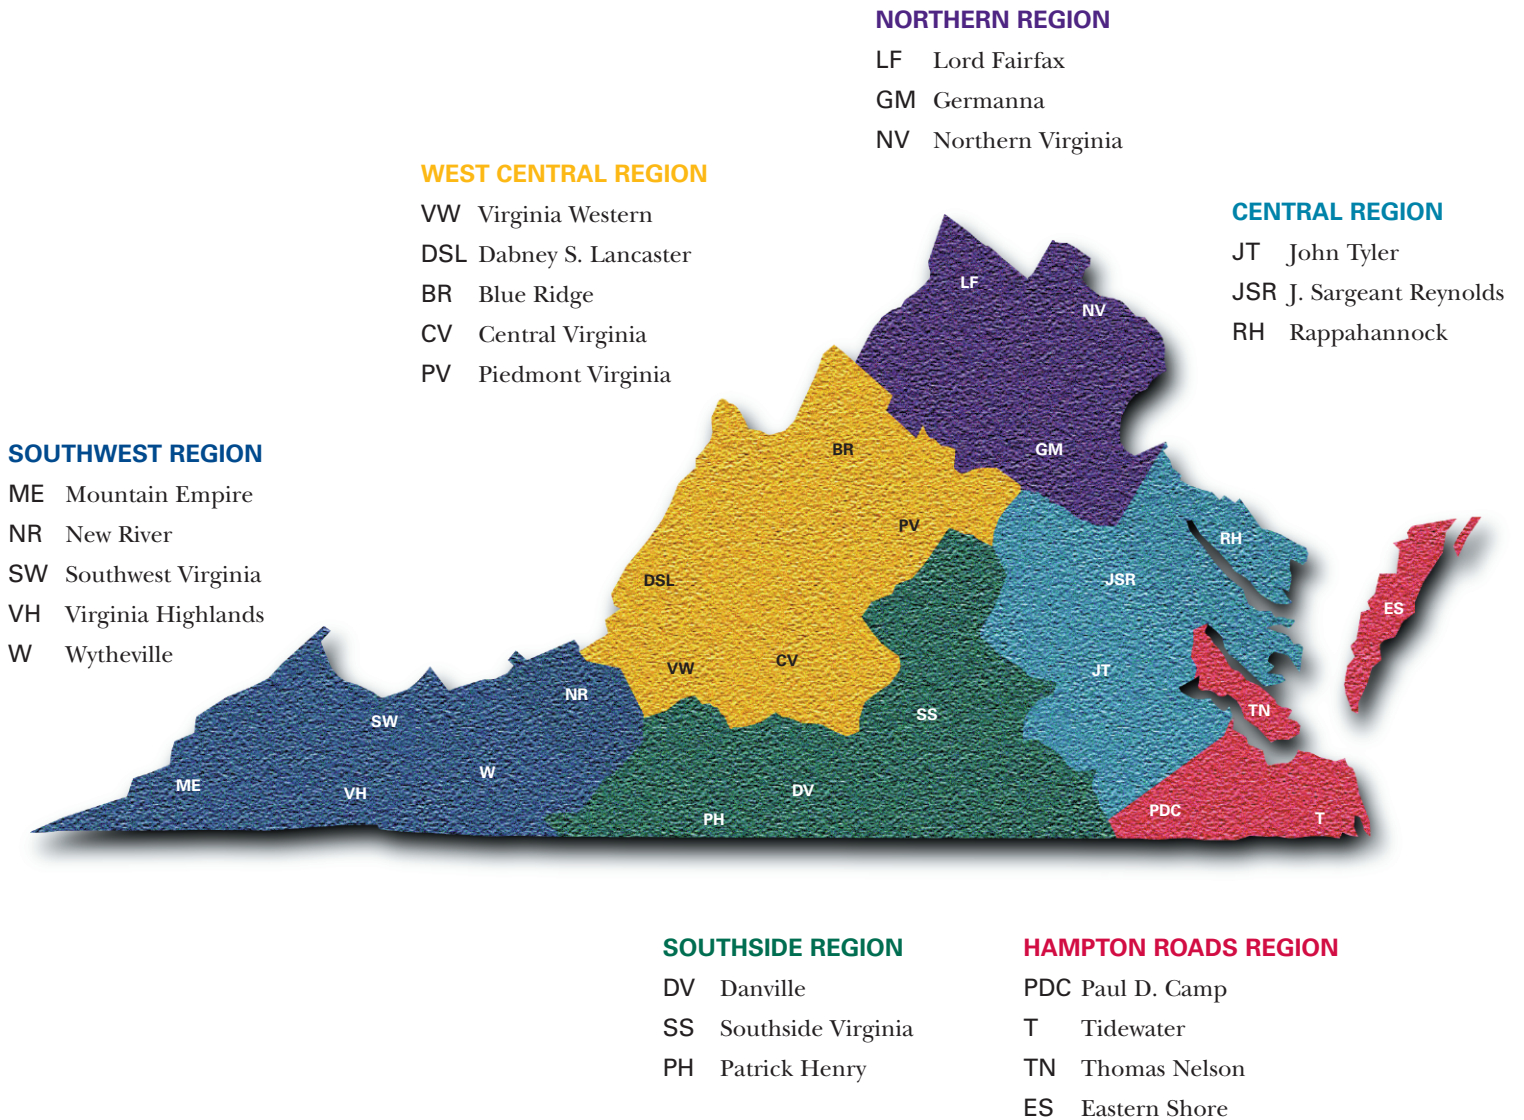 NORTHERN REGION
LF Lord Fairfax
GM Germanna
NV Northern Virginia
WEST CENTRAL REGION
VW Virginia Western
DSL Dabney S. Lancaster
BR Blue Ridge
CV Central Virginia
PV Piedmont Virginia
CENTRAL REGION
JT John Tyler
JSR J. Sargeant Reynolds
RH Rappahannock
SOUTHWEST REGION
ME Mountain Empire
NR New River
SW Southwest Virginia
VH Virginia Highlands
W Wytheville
LF
NV
BR
GM
PV
RH
DSL
JSR
ES
VW
CV
JT
NR
SW
SS
TN
W
ME
VH
DV
PDC
PH
T
SOUTHSIDE REGION
DV Danville
SS Southside Virginia
PH Patrick Henry
HAMPTON ROADS REGION
PDC Paul D. Camp
T Tidewater
TN Thomas Nelson
ES Eastern Shore